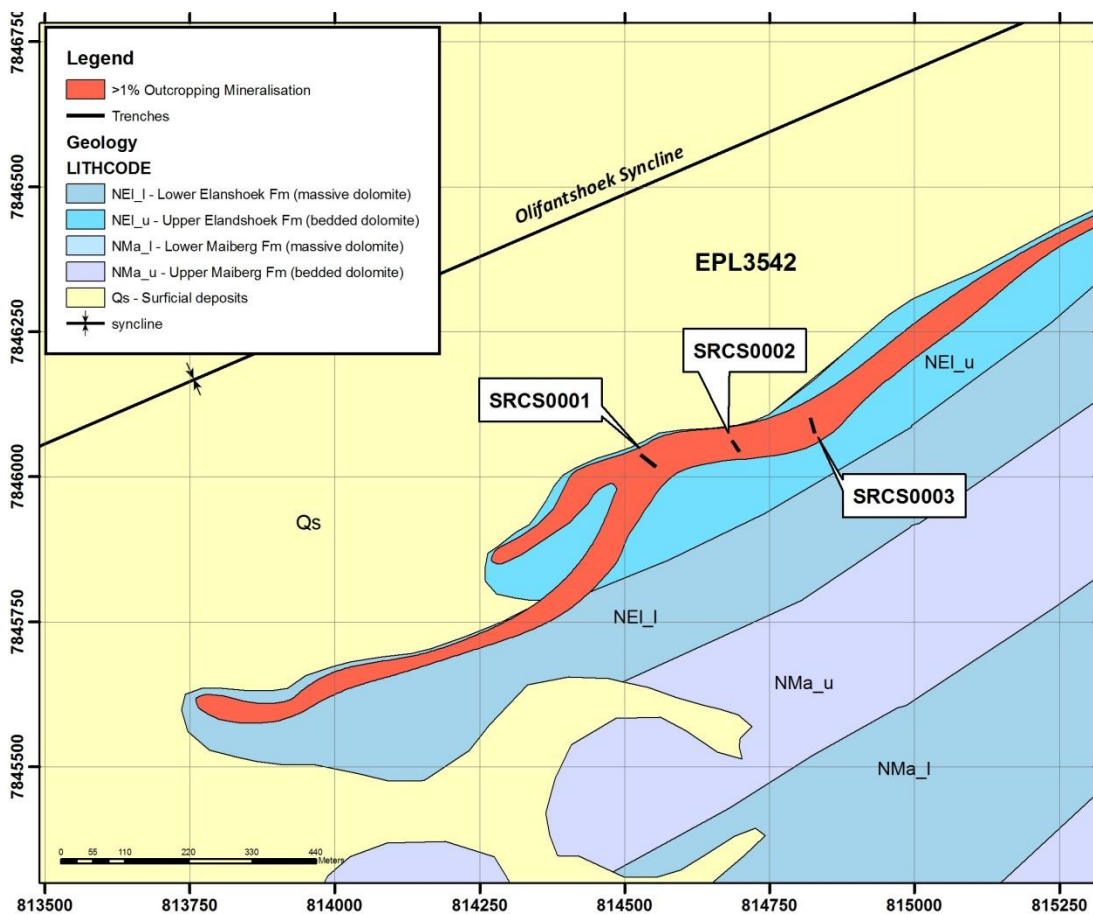 Legend
>1% Outcropping Mineralisation
Trenches
Geology
LITHCODE
NEl_l - Lower Elanshoek Fm (massive dolomite)
NEl_u - Upper Elandshoek Fm (bedded dolomite)
NMa_l - Lower Maiberg Fm (massive dolomite)
NMa_u - Upper Maiberg Fm (bedded dolomite)
Qs - Surficial deposits
syncline
Olifantshoek Syncline
EPL3542
SRCS0002
SRCS0001
NEl_u
SRCS0003
Qs
NEl_l
NMa_u
NMa_l
0 55 110 220 330 440
Meters
7846750
7846500
7846250
7846000
7845750
7845500
813500 813750 814000 814250 814500 814750 815000 815250